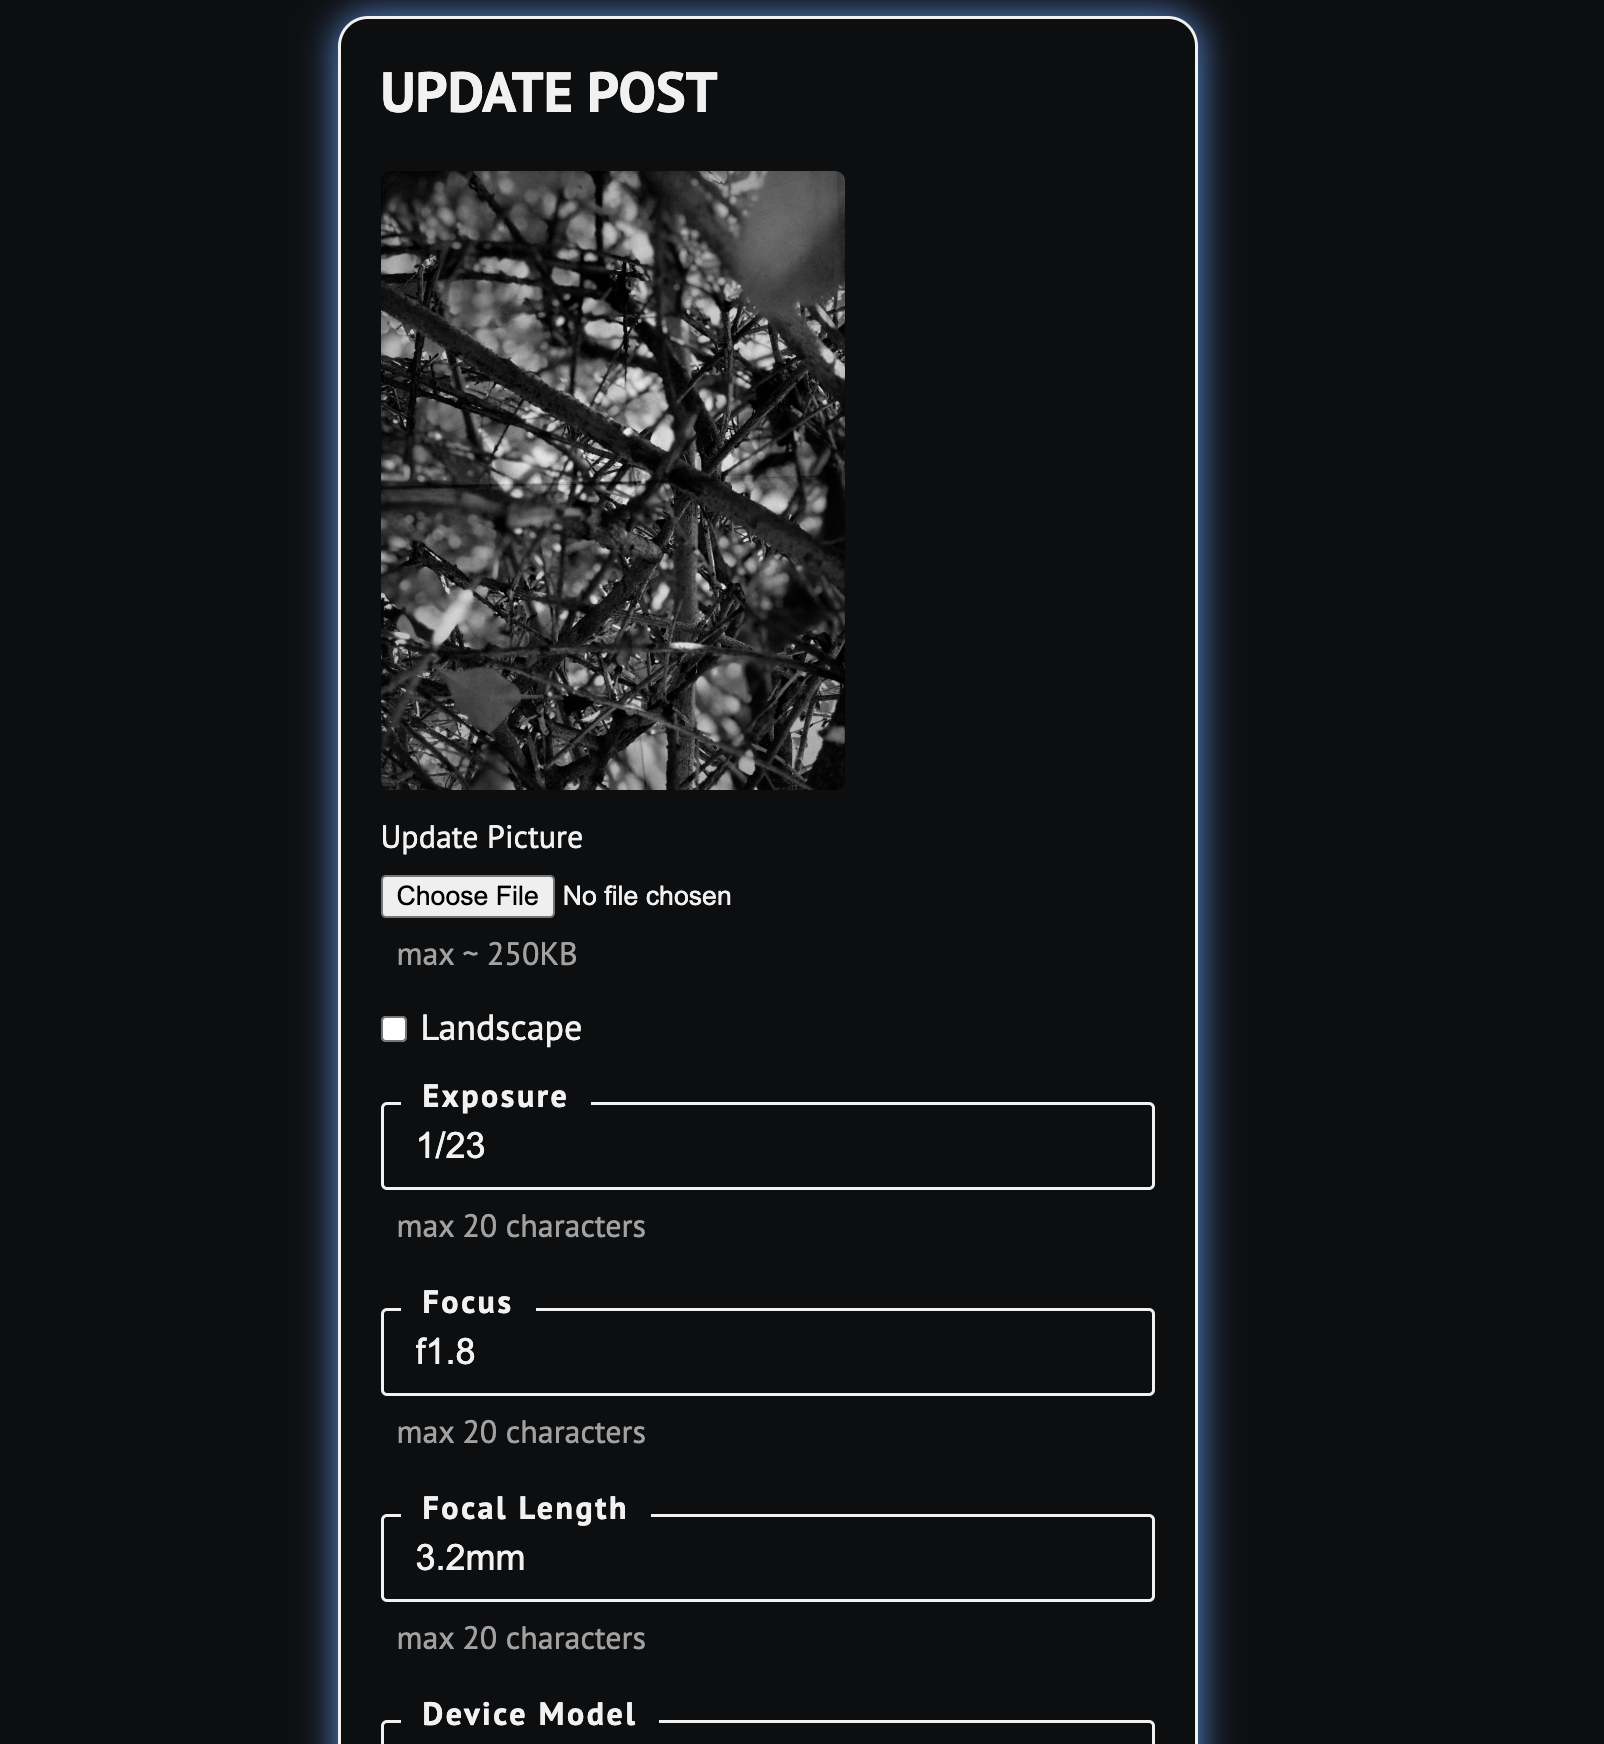 UPDATE POST
Update Picture
Choose File No file chosen
max ~ 250KB
Landscape
Exposure
1/23
max 20 characters
Focus
f1.8
max 20 characters
Focal Length
3.2mm
max 20 characters
Device Model